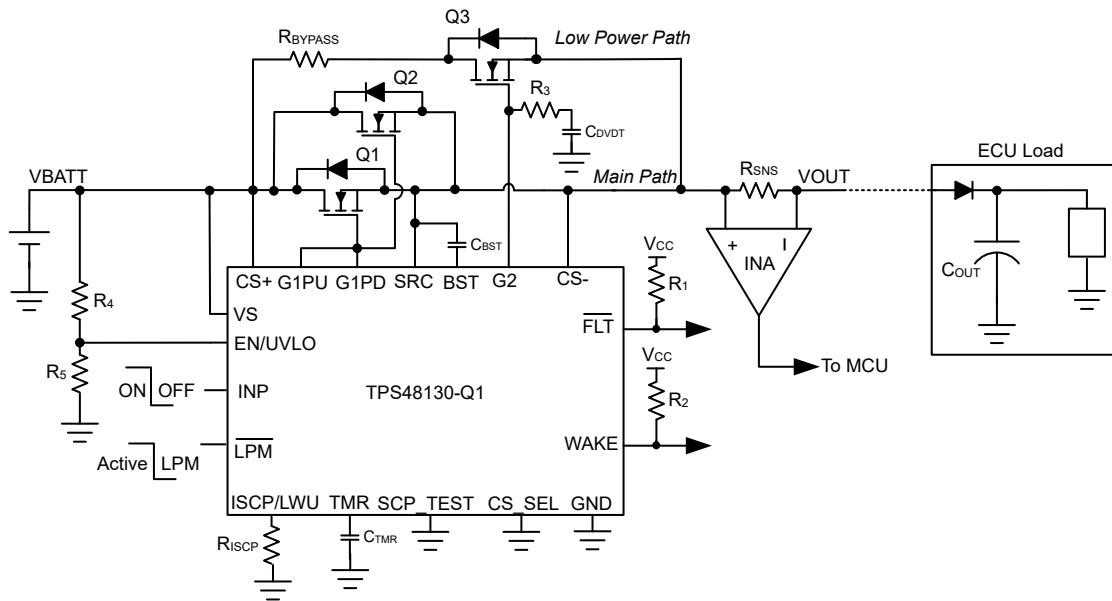 Q3
RBYPASS
Low Power Path
Q2
R3
CDVDT
Q1
ECU Load
VBATT
Main Path
RSNS
VOUT
CBST
VCC
+
I
INA
COUT
CS+
G1PU
G1PD
SRC
BST
G2
CS-
R1
R4
VS
FLT
EN/UVLO
VCC
To MCU
R5
ON
OFF
INP
TPS48130-Q1
R2
WAKE
Active
LPM
LPM
ISCP/LWU
TMR
SCP_TEST
CS_SEL
GND
RISCP
CTMR